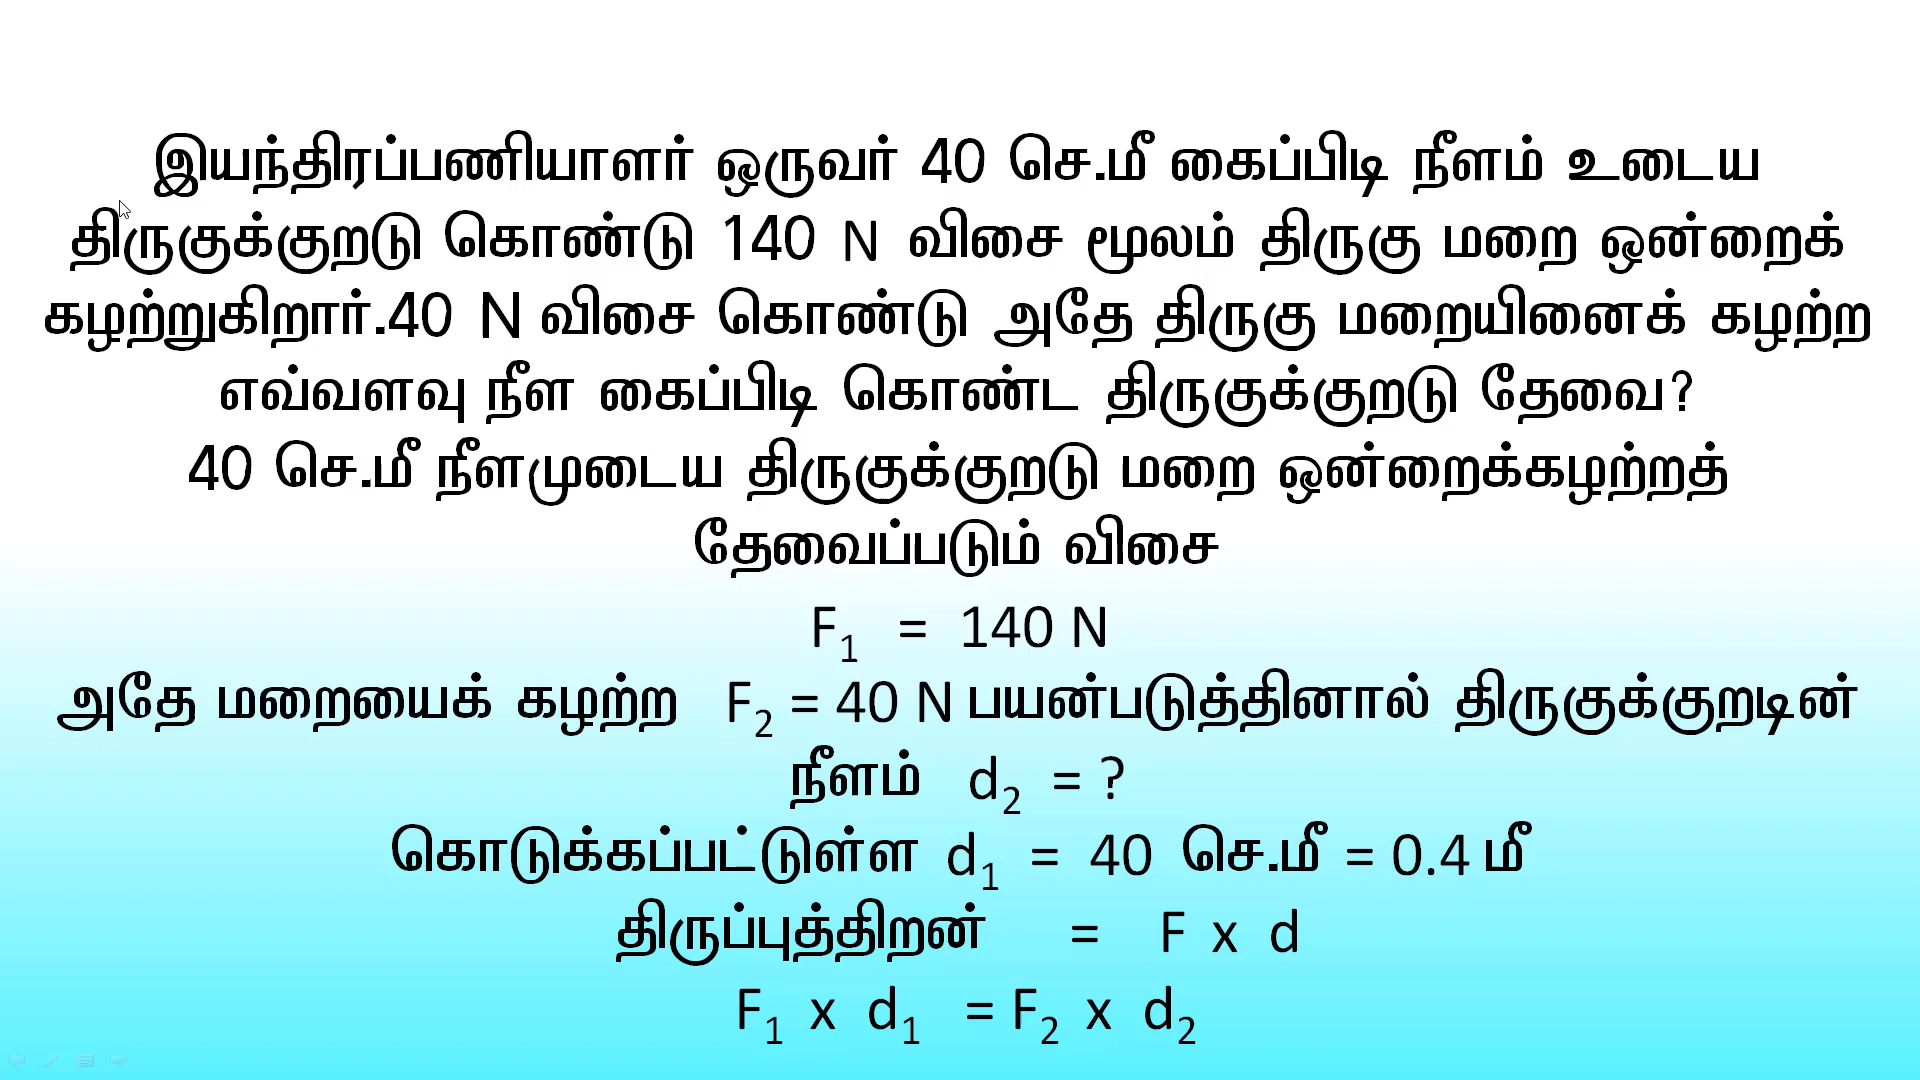 இயந்திரப்பணியாளர் ஒருவர் 40 செ.மீ கைப்பிடி நீளம் உடைய
திருகுக்குறடு கொண்டு 140 N விசை மூலம் திருகு மறை ஒன்றைக்
கழற்றுகிறார்.40 N விசை கொண்டு அதே திருகு மறையினைக் கழற்ற
எவ்வளவு நீள கைப்பிடி கொண்ட திருகுக்குறடு தேவை?
40 செ.மீ நீளமுடைய திருகுக்குறடு மறை ஒன்றைக்கழற்றத்
தேவைப்படும் விசை
F₁ = 140 N
அதே மறையைக் கழற்ற F₂ = 40 N பயன்படுத்தினால் திருகுக்குறடின்
நீளம் d₂ = ?
கொடுக்கப்பட்டுள்ள d₁ = 40 செ.மீ = 0.4 மீ
திருப்புத்திறன் = F x d
F₁ x d₁ = F₂ x d₂